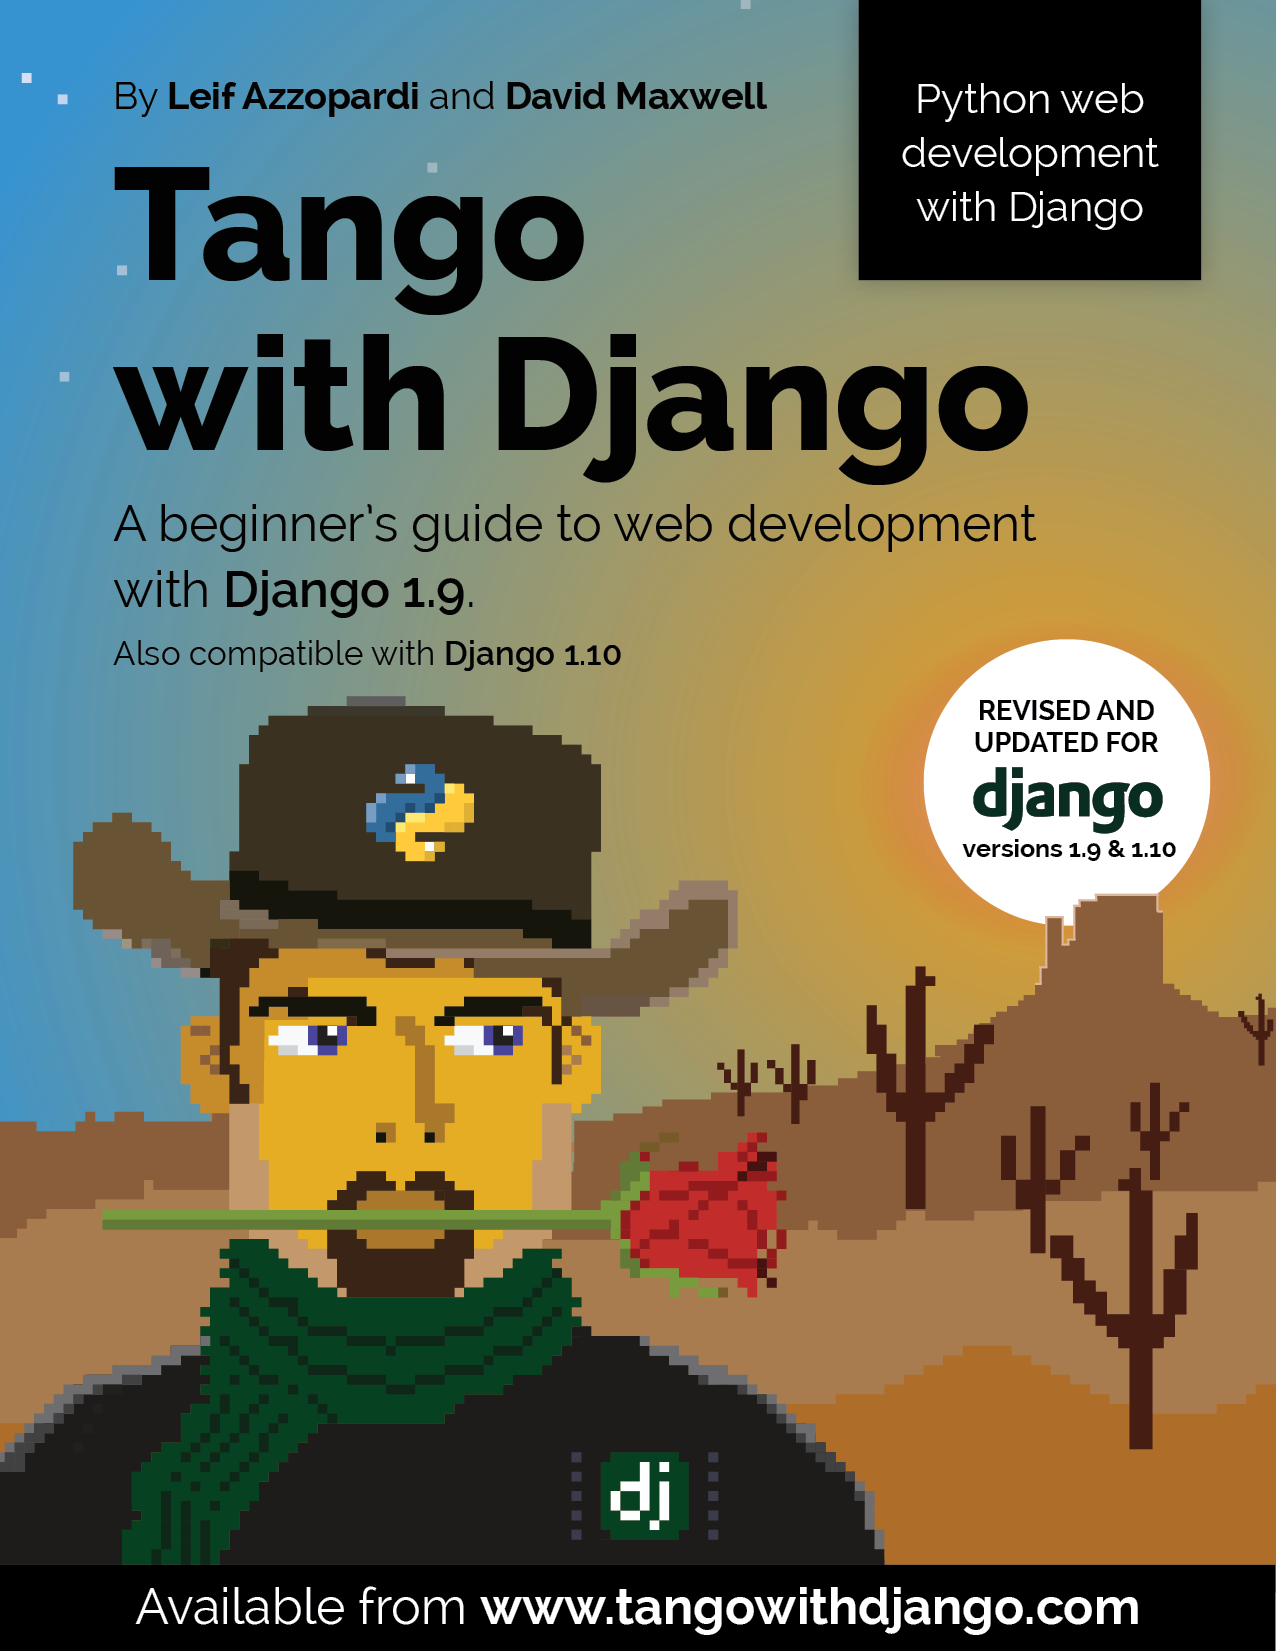 By Leif Azzopardi and David Maxwell
Python web
development
with Django
Tango
with Django
A beginner's guide to web development
with Django 1.9.
Also compatible with Django 1.10
REVISED AND
UPDATED FOR
django
versions 1.9 & 1.10
dj
Available from www.tangowithdjango.com